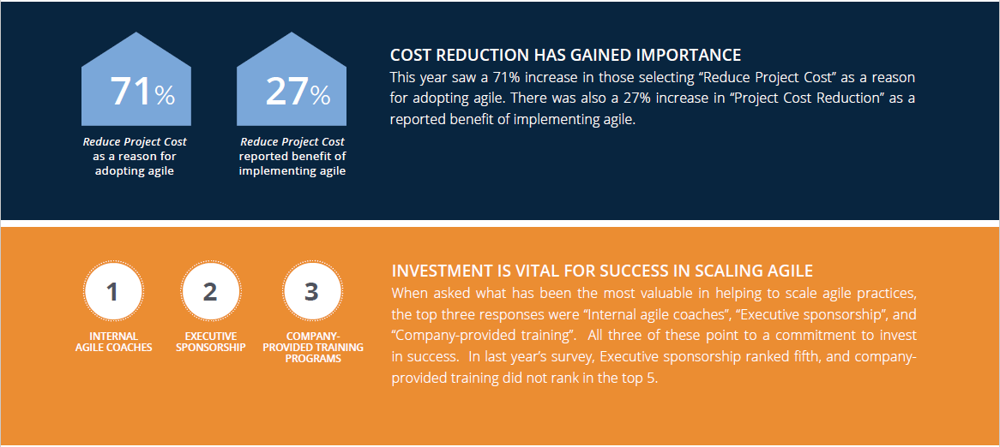 71%
Reduce Project Cost
as a reason for
adopting agile
27%
Reduce Project Cost
reported benefit of
implementing agile
COST REDUCTION HAS GAINED IMPORTANCE
This year saw a 71% increase in those selecting “Reduce Project Cost” as a reason
for adopting agile. There was also a 27% increase in “Project Cost Reduction” as a
reported benefit of implementing agile.
1
INTERNAL
AGILE COACHES
2
EXECUTIVE
SPONSORSHIP
3
COMPANY-
PROVIDED TRAINING
PROGRAMS
INVESTMENT IS VITAL FOR SUCCESS IN SCALING AGILE
When asked what has been the most valuable in helping to scale agile practices,
the top three responses were “Internal agile coaches”, “Executive sponsorship”, and
“Company-provided training”.  All three of these point to a commitment to invest
in success.  In last year’s survey, Executive sponsorship ranked fifth, and company-
provided training did not rank in the top 5.